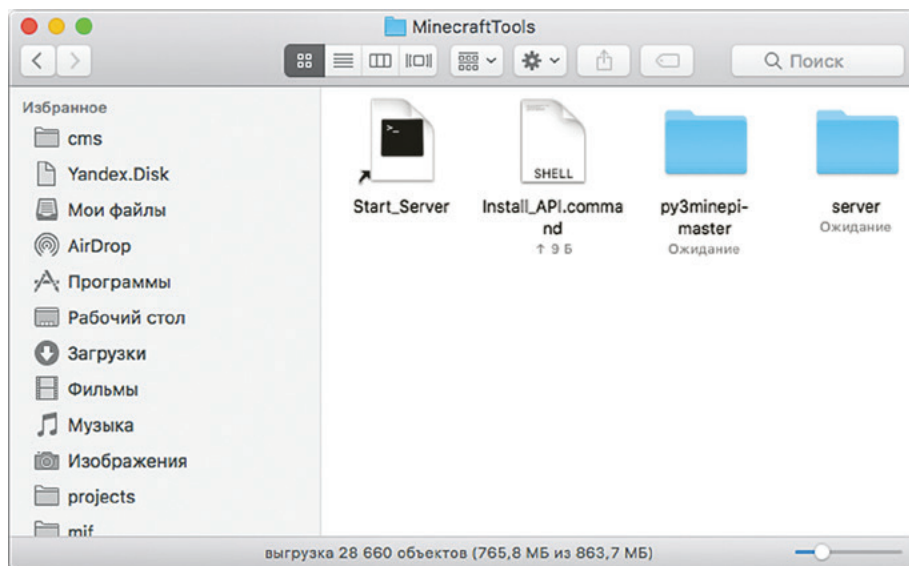 MinecraftTools
Поиск
Избранное
cms
Yandex.Disk
Мои файлы
AirDrop
Программы
Рабочий стол
Загрузки
Фильмы
Музыка
Изображения
projects
mif
>_
Start_Server
SHELL
Install_API.comma
nd
↑ 9 Б
py3minepi-
master
Ожидание
server
Ожидание
выгрузка 28 660 объектов (765,8 МБ из 863,7 МБ)